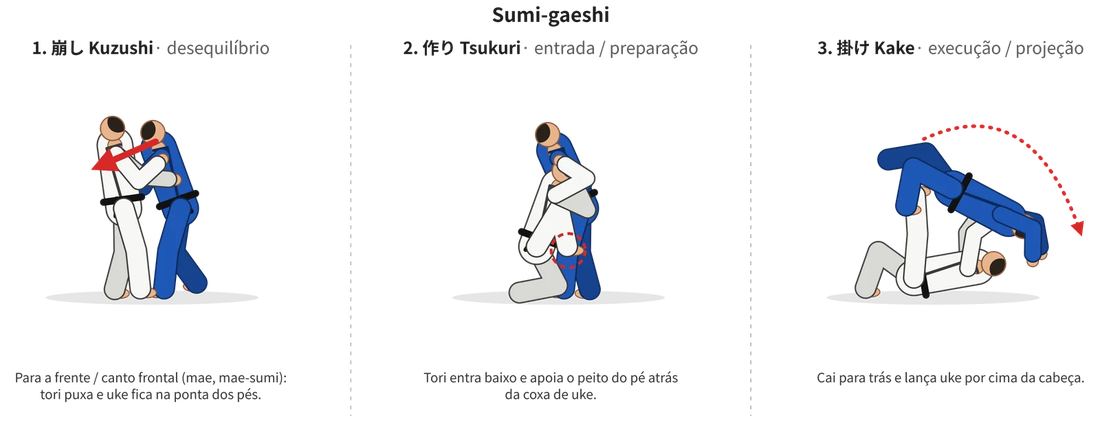 Sumi-gaeshi
1. 崩し Kuzushi · desequilíbrio
2. 作り Tsukuri · entrada / preparação
3. 掛け Kake · execução / projeção
Para a frente / canto frontal (mae, mae-sumi):
tori puxa e uke fica na ponta dos pés.
Tori entra baixo e apoia o peito do pé atrás
da coxa de uke.
Cai para trás e lança uke por cima da cabeça.